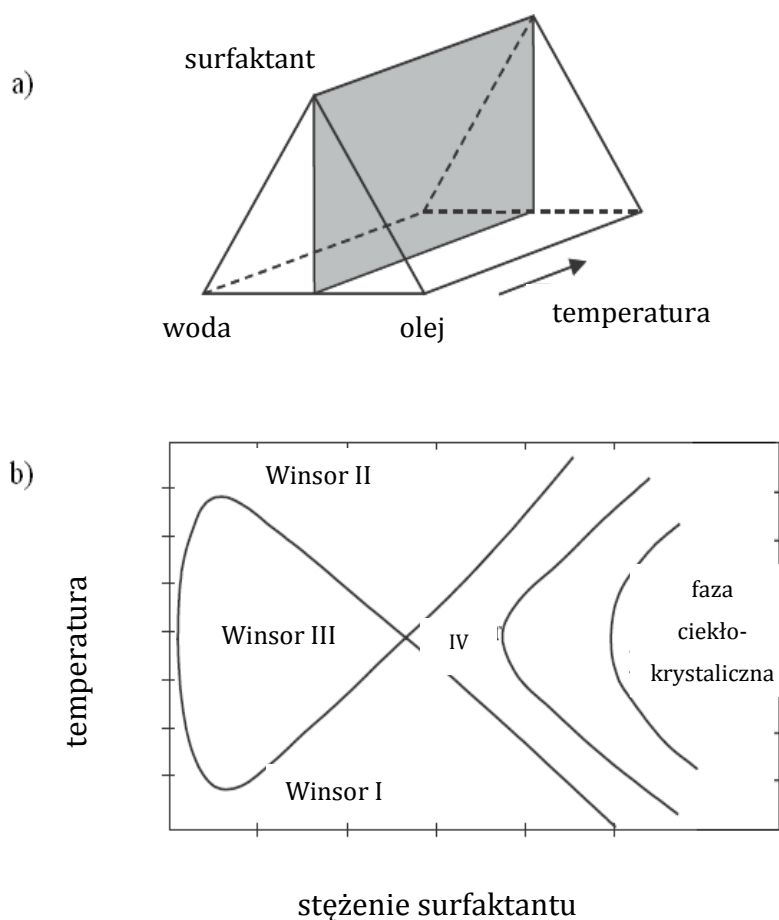 a)
surfaktant
woda
olej
temperatura
b)
Winsor II
Winsor III
IV
Winsor I
faza
ciekło-
krystaliczna
temperatura
stężenie surfaktantu